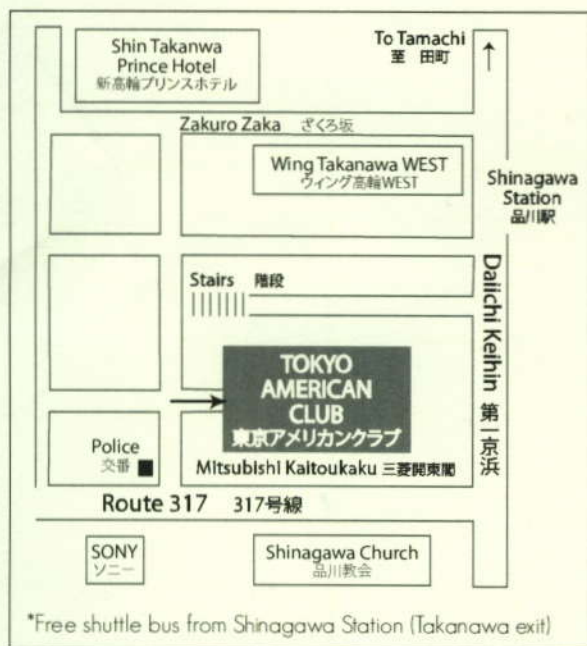 Shin Takanwa
Prince Hotel
新高輪プリンスホテル
To Tamachi
至 田町
Zakuro Zaka ざくろ坂
Wing Takanawa WEST
ウィング高輪WEST
Shinagawa
Station
品川駅
Stairs 階段
Daiichi Keihin 第一京浜
TOKYO
AMERICAN
CLUB
東京アメリカンクラブ
Police
交番
Mitsubishi Kaitoukaku 三菱開東閣
Route 317 317号線
SONY
ソニー
Shinagawa Church
品川教会
*Free shuttle bus from Shinagawa Station (Takanawa exit)